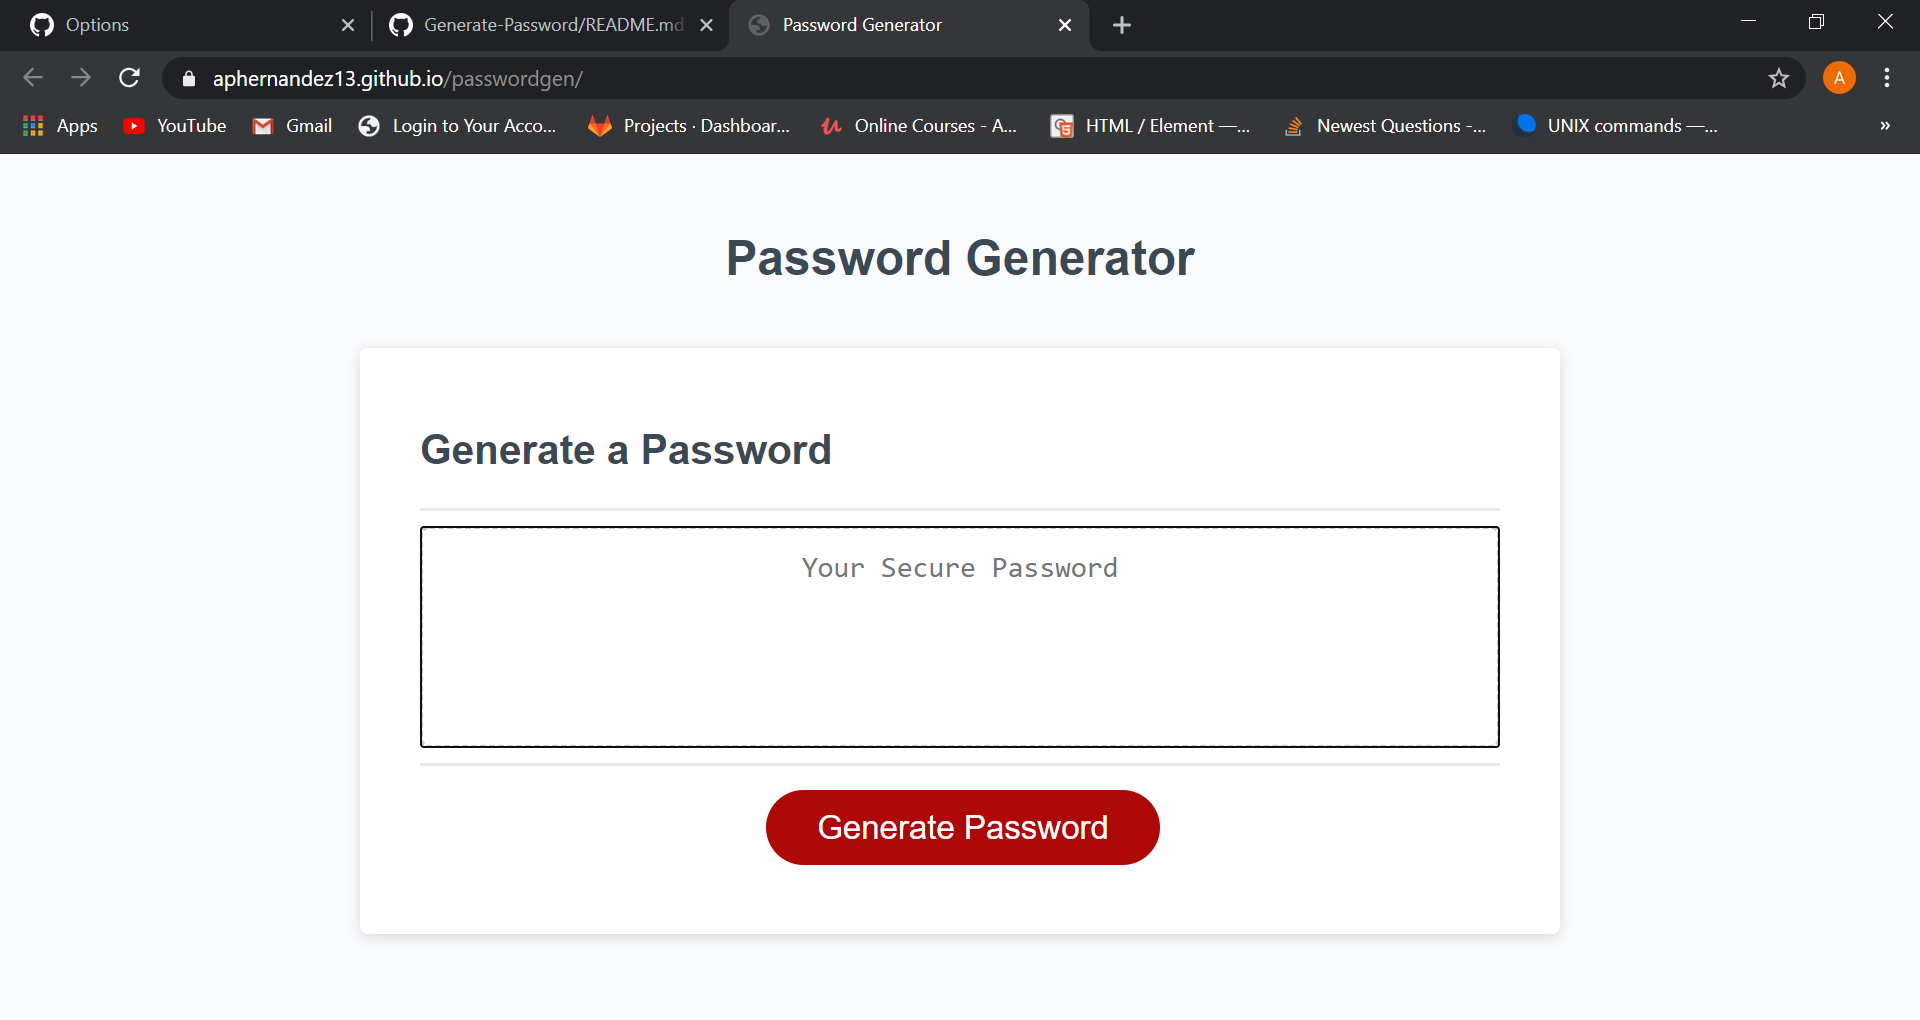 Options
Generate-Password/README.md
Password Generator
aphernandez13.github.io/passwordgen/
A
Apps
YouTube
Gmail
Login to Your Acco...
Projects · Dashboar...
Online Courses - A...
HTML / Element —...
Newest Questions -...
UNIX commands —...
»
Password Generator
Generate a Password
Your Secure Password
Generate Password